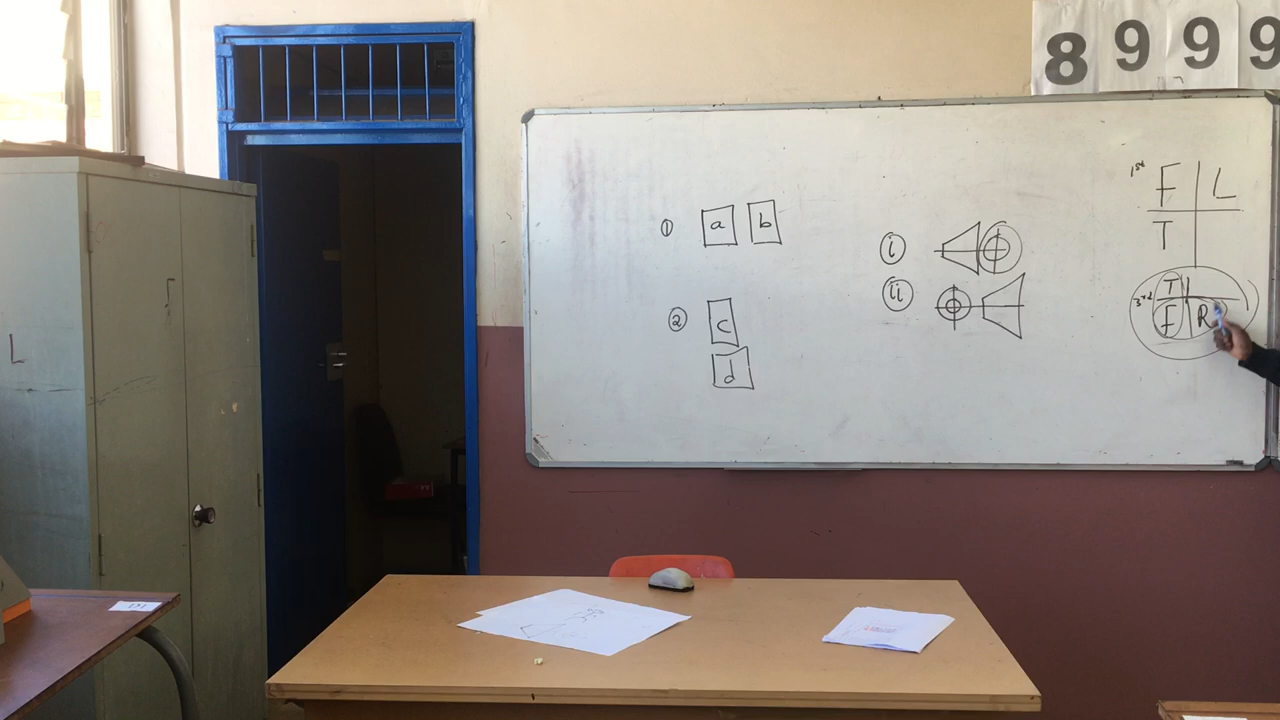 8999
1st F L
T
① a b
ⓘ
ii
3rd T
F R
② c
d
L